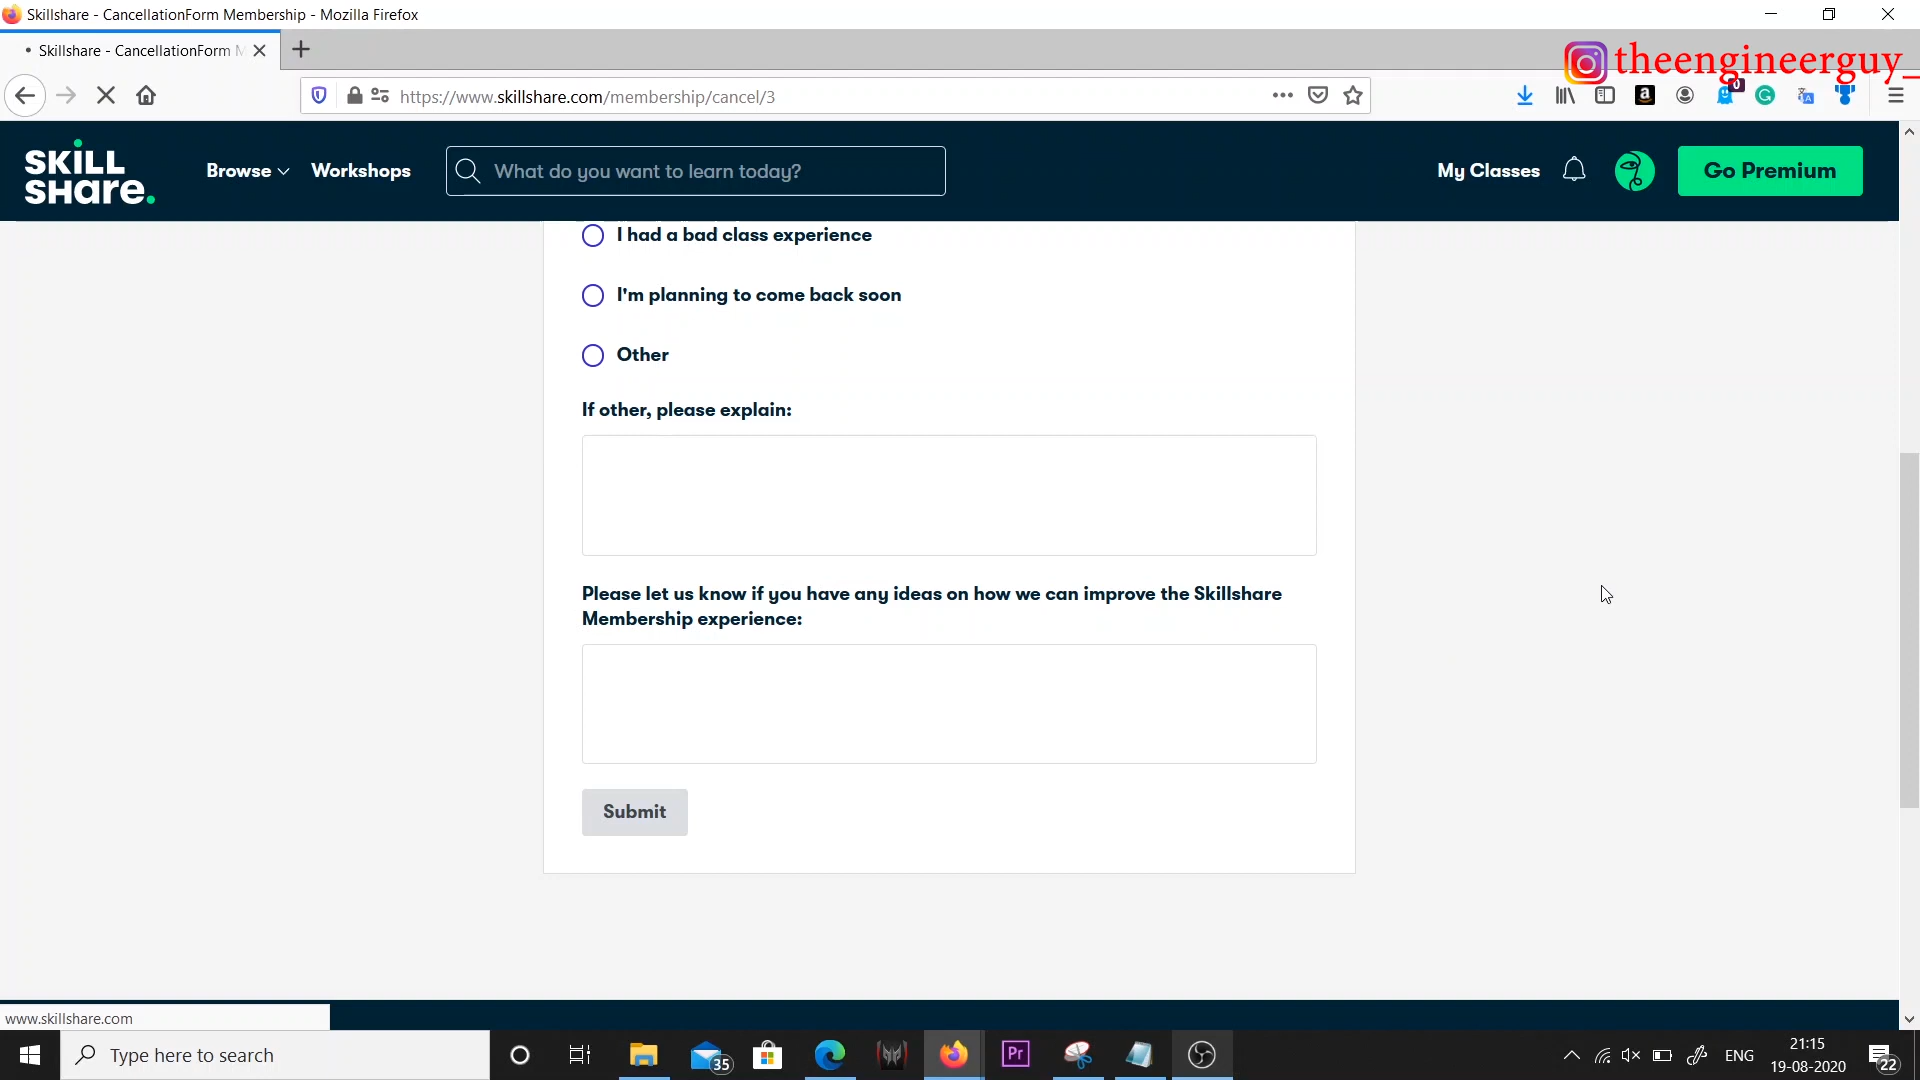 Skillshare - CancellationForm Membership - Mozilla Firefox
Skillshare - CancellationForm M
theengineerguy_
https://www.skillshare.com/membership/cancel/3
0
SKILL
SHARE.
Browse
Workshops
What do you want to learn today?
My Classes
Go Premium
I had a bad class experience
I'm planning to come back soon
Other
If other, please explain:
Please let us know if you have any ideas on how we can improve the Skillshare
Membership experience:
Submit
www.skillshare.com
Type here to search
35
Pr
ENG
21:15
19-08-2020
22